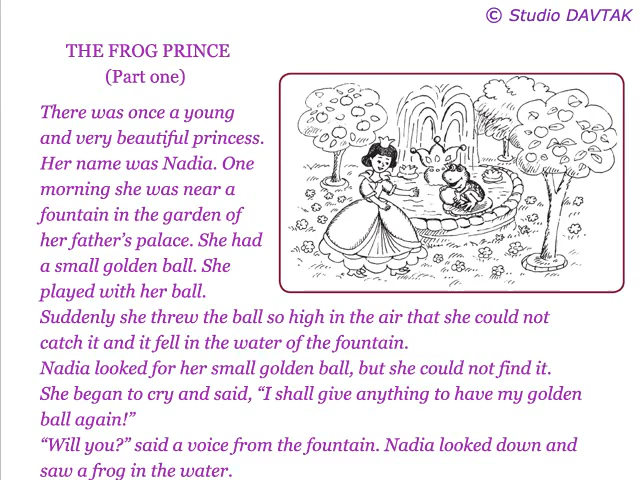 © Studio DAVTAK
THE FROG PRINCE
(Part one)
There was once a young
and very beautiful princess.
Her name was Nadia. One
morning she was near a
fountain in the garden of
her father’s palace. She had
a small golden ball. She
played with her ball.
Suddenly she threw the ball so high in the air that she could not
catch it and it fell in the water of the fountain.
Nadia looked for her small golden ball, but she could not find it.
She began to cry and said, “I shall give anything to have my golden
ball again!”
“Will you?” said a voice from the fountain. Nadia looked down and
saw a frog in the water.